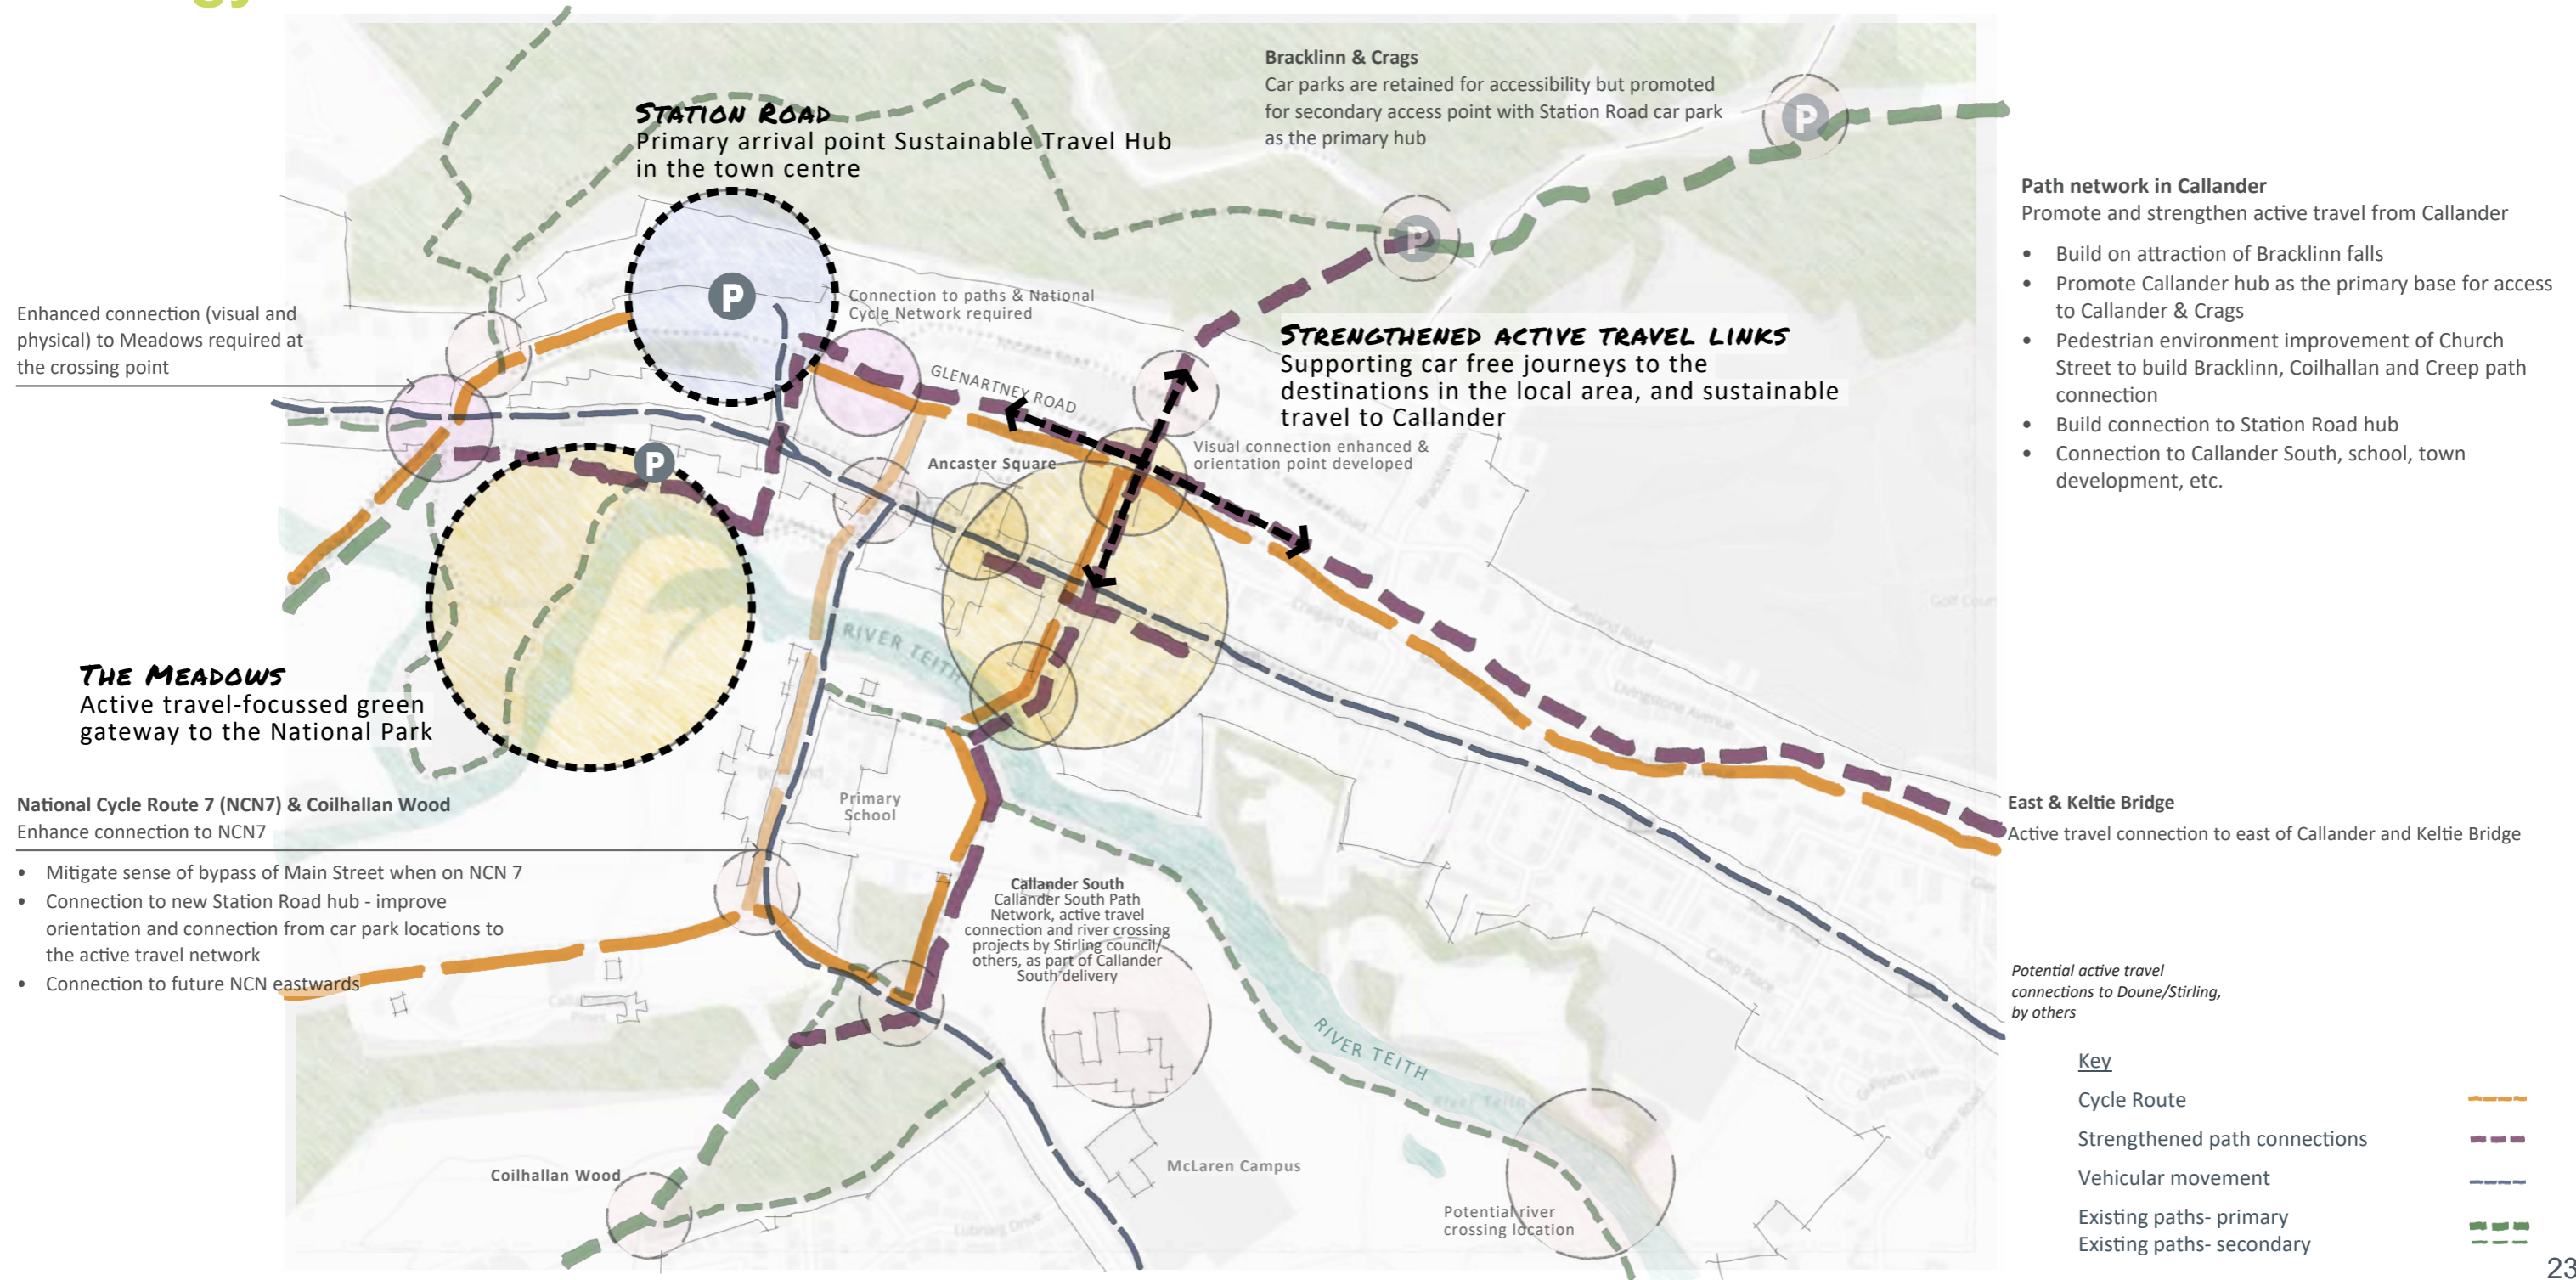 Bracklinn & Crags
Car parks are retained for accessibility but promoted
for secondary access point with Station Road car park
as the primary hub
STATION ROAD
Primary arrival point Sustainable Travel Hub
in the town centre
P
P
P
P
Path network in Callander
Promote and strengthen active travel from Callander
• Build on attraction of Bracklinn falls
• Promote Callander hub as the primary base for access
to Callander & Crags
• Pedestrian environment improvement of Church
Street to build Bracklinn, Coilhallan and Creep path
connection
• Build connection to Station Road hub
• Connection to Callander South, school, town
development, etc.
Enhanced connection (visual and
physical) to Meadows required at
the crossing point
Connection to paths & National
Cycle Network required
STRENGTHENED ACTIVE TRAVEL LINKS
Supporting car free journeys to the
destinations in the local area, and sustainable
travel to Callander
GLENARTNEY ROAD
Visual connection enhanced &
orientation point developed
Ancaster Square
Cragard Road
Aveland Road
Livingstone Avenue
RIVER TEITH
THE MEADOWS
Active travel-focussed green
gateway to the National Park
National Cycle Route 7 (NCN7) & Coilhallan Wood
Enhance connection to NCN7
• Mitigate sense of bypass of Main Street when on NCN 7
• Connection to new Station Road hub - improve
orientation and connection from car park locations to
the active travel network
• Connection to future NCN eastwards
Primary
School
East & Keltie Bridge
Active travel connection to east of Callander and Keltie Bridge
Callander South
Callander South Path
Network, active travel
connection and river crossing
projects by Stirling council/
others, as part of Callander
South delivery
Camp Place
Potential active travel
connections to Doune/Stirling,
by others
RIVER TEITH
River Teith
Coilhallan Wood
McLaren Campus
Lubnaig Drive
Potential river
crossing location
Key
Cycle Route
Strengthened path connections
Vehicular movement
Existing paths- primary
Existing paths- secondary
23